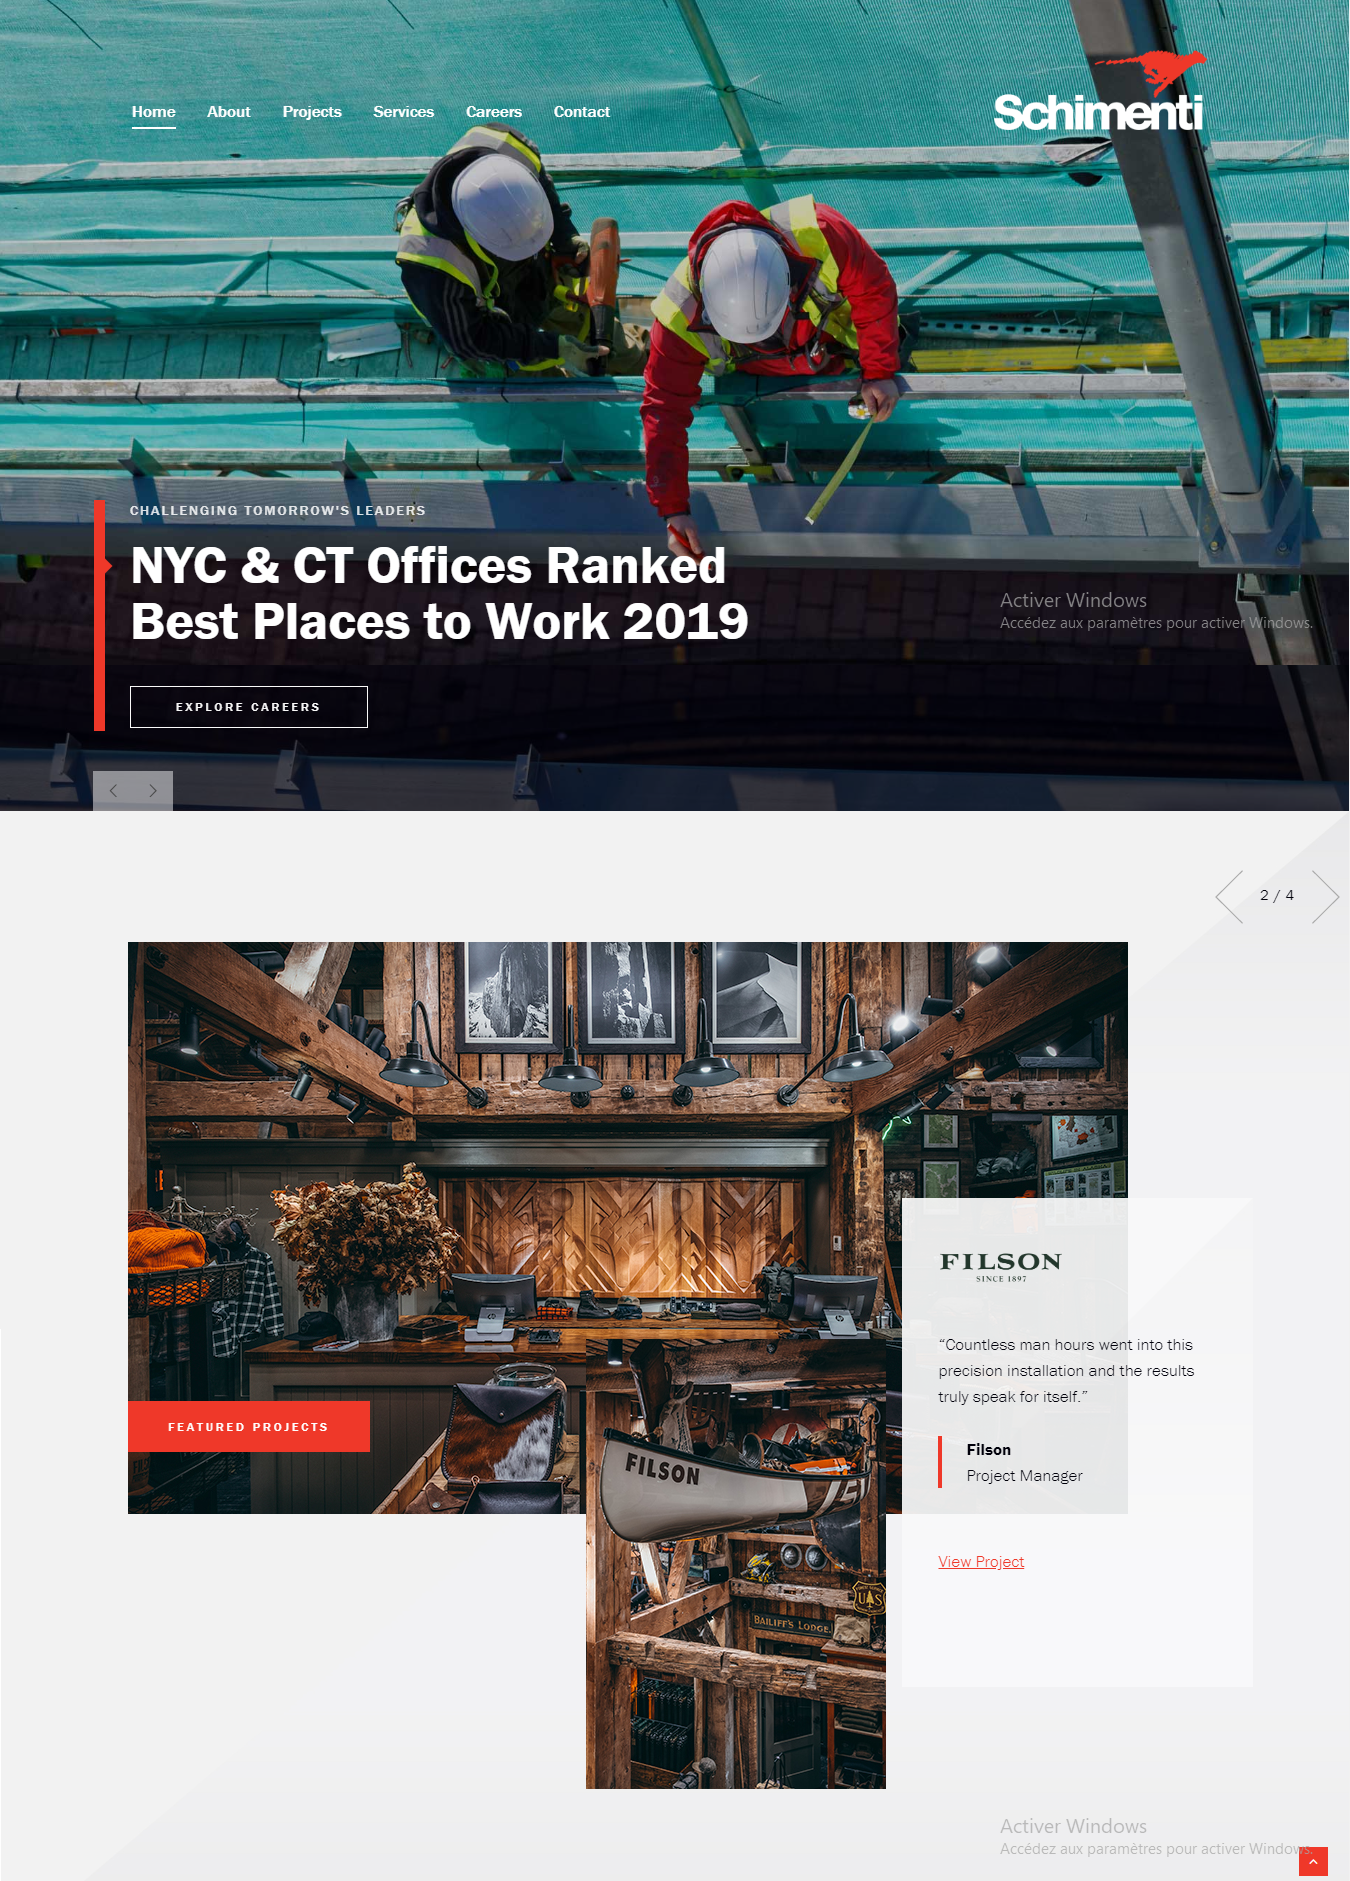 Home About Projects Services Careers Contact
Schimenti
CHALLENGING TOMORROW'S LEADERS
NYC & CT Offices Ranked
Best Places to Work 2019
Activer Windows
Accédez aux paramètres pour activer Windows.
EXPLORE CAREERS
2 / 4
FILSON
SINCE 1897
“Countless man hours went into this
precision installation and the results
truly speak for itself.”
FEATURED PROJECTS
Filson
Project Manager
FILSON
View Project
US
BAILIFF'S LODGE
Activer Windows
Accédez aux paramètres pour activer Windows.